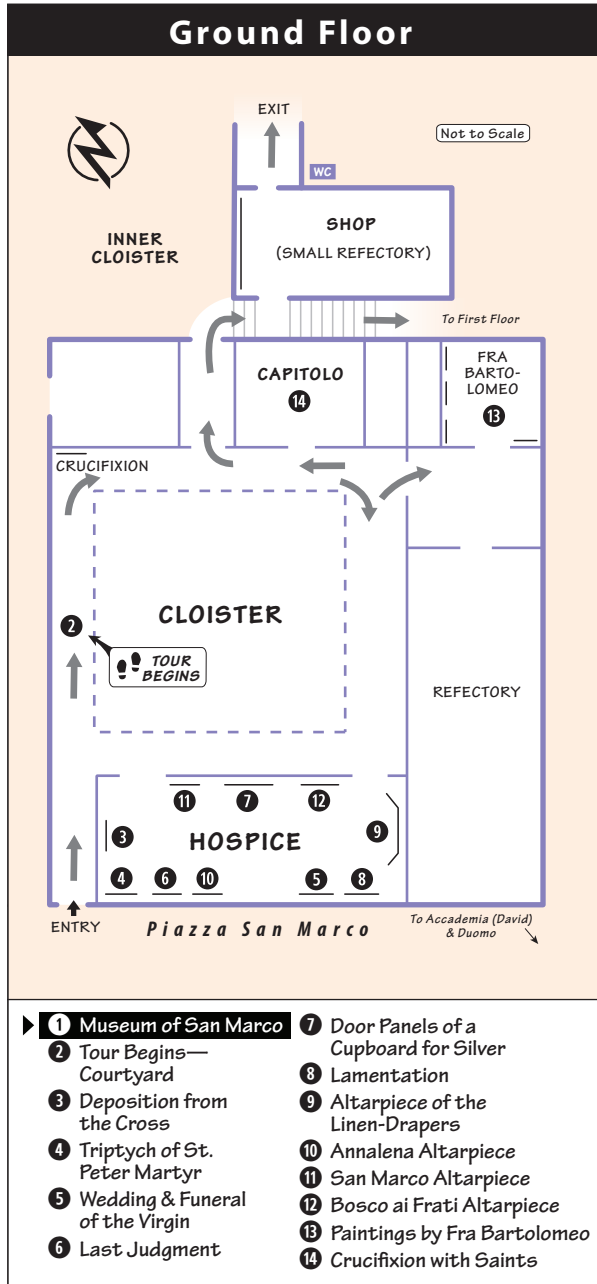 Ground Floor
EXIT
Not to Scale
WC
SHOP
(SMALL REFECTORY)
INNER
CLOISTER
To First Floor
CAPITOLO
14
FRA
BARTO-
LOMEO
13
CRUCIFIXION
CLOISTER
2
TOUR
BEGINS
REFECTORY
11
7
12
3
HOSPICE
9
4
6
10
5
8
ENTRY
Piazza San Marco
To Accademia (David)
& Duomo
1 Museum of San Marco
2 Tour Begins—
Courtyard
3 Deposition from
the Cross
4 Triptych of St.
Peter Martyr
5 Wedding & Funeral
of the Virgin
6 Last Judgment
7 Door Panels of a
Cupboard for Silver
8 Lamentation
9 Altarpiece of the
Linen-Drapers
10 Annalena Altarpiece
11 San Marco Altarpiece
12 Bosco ai Frati Altarpiece
13 Paintings by Fra Bartolomeo
14 Crucifixion with Saints